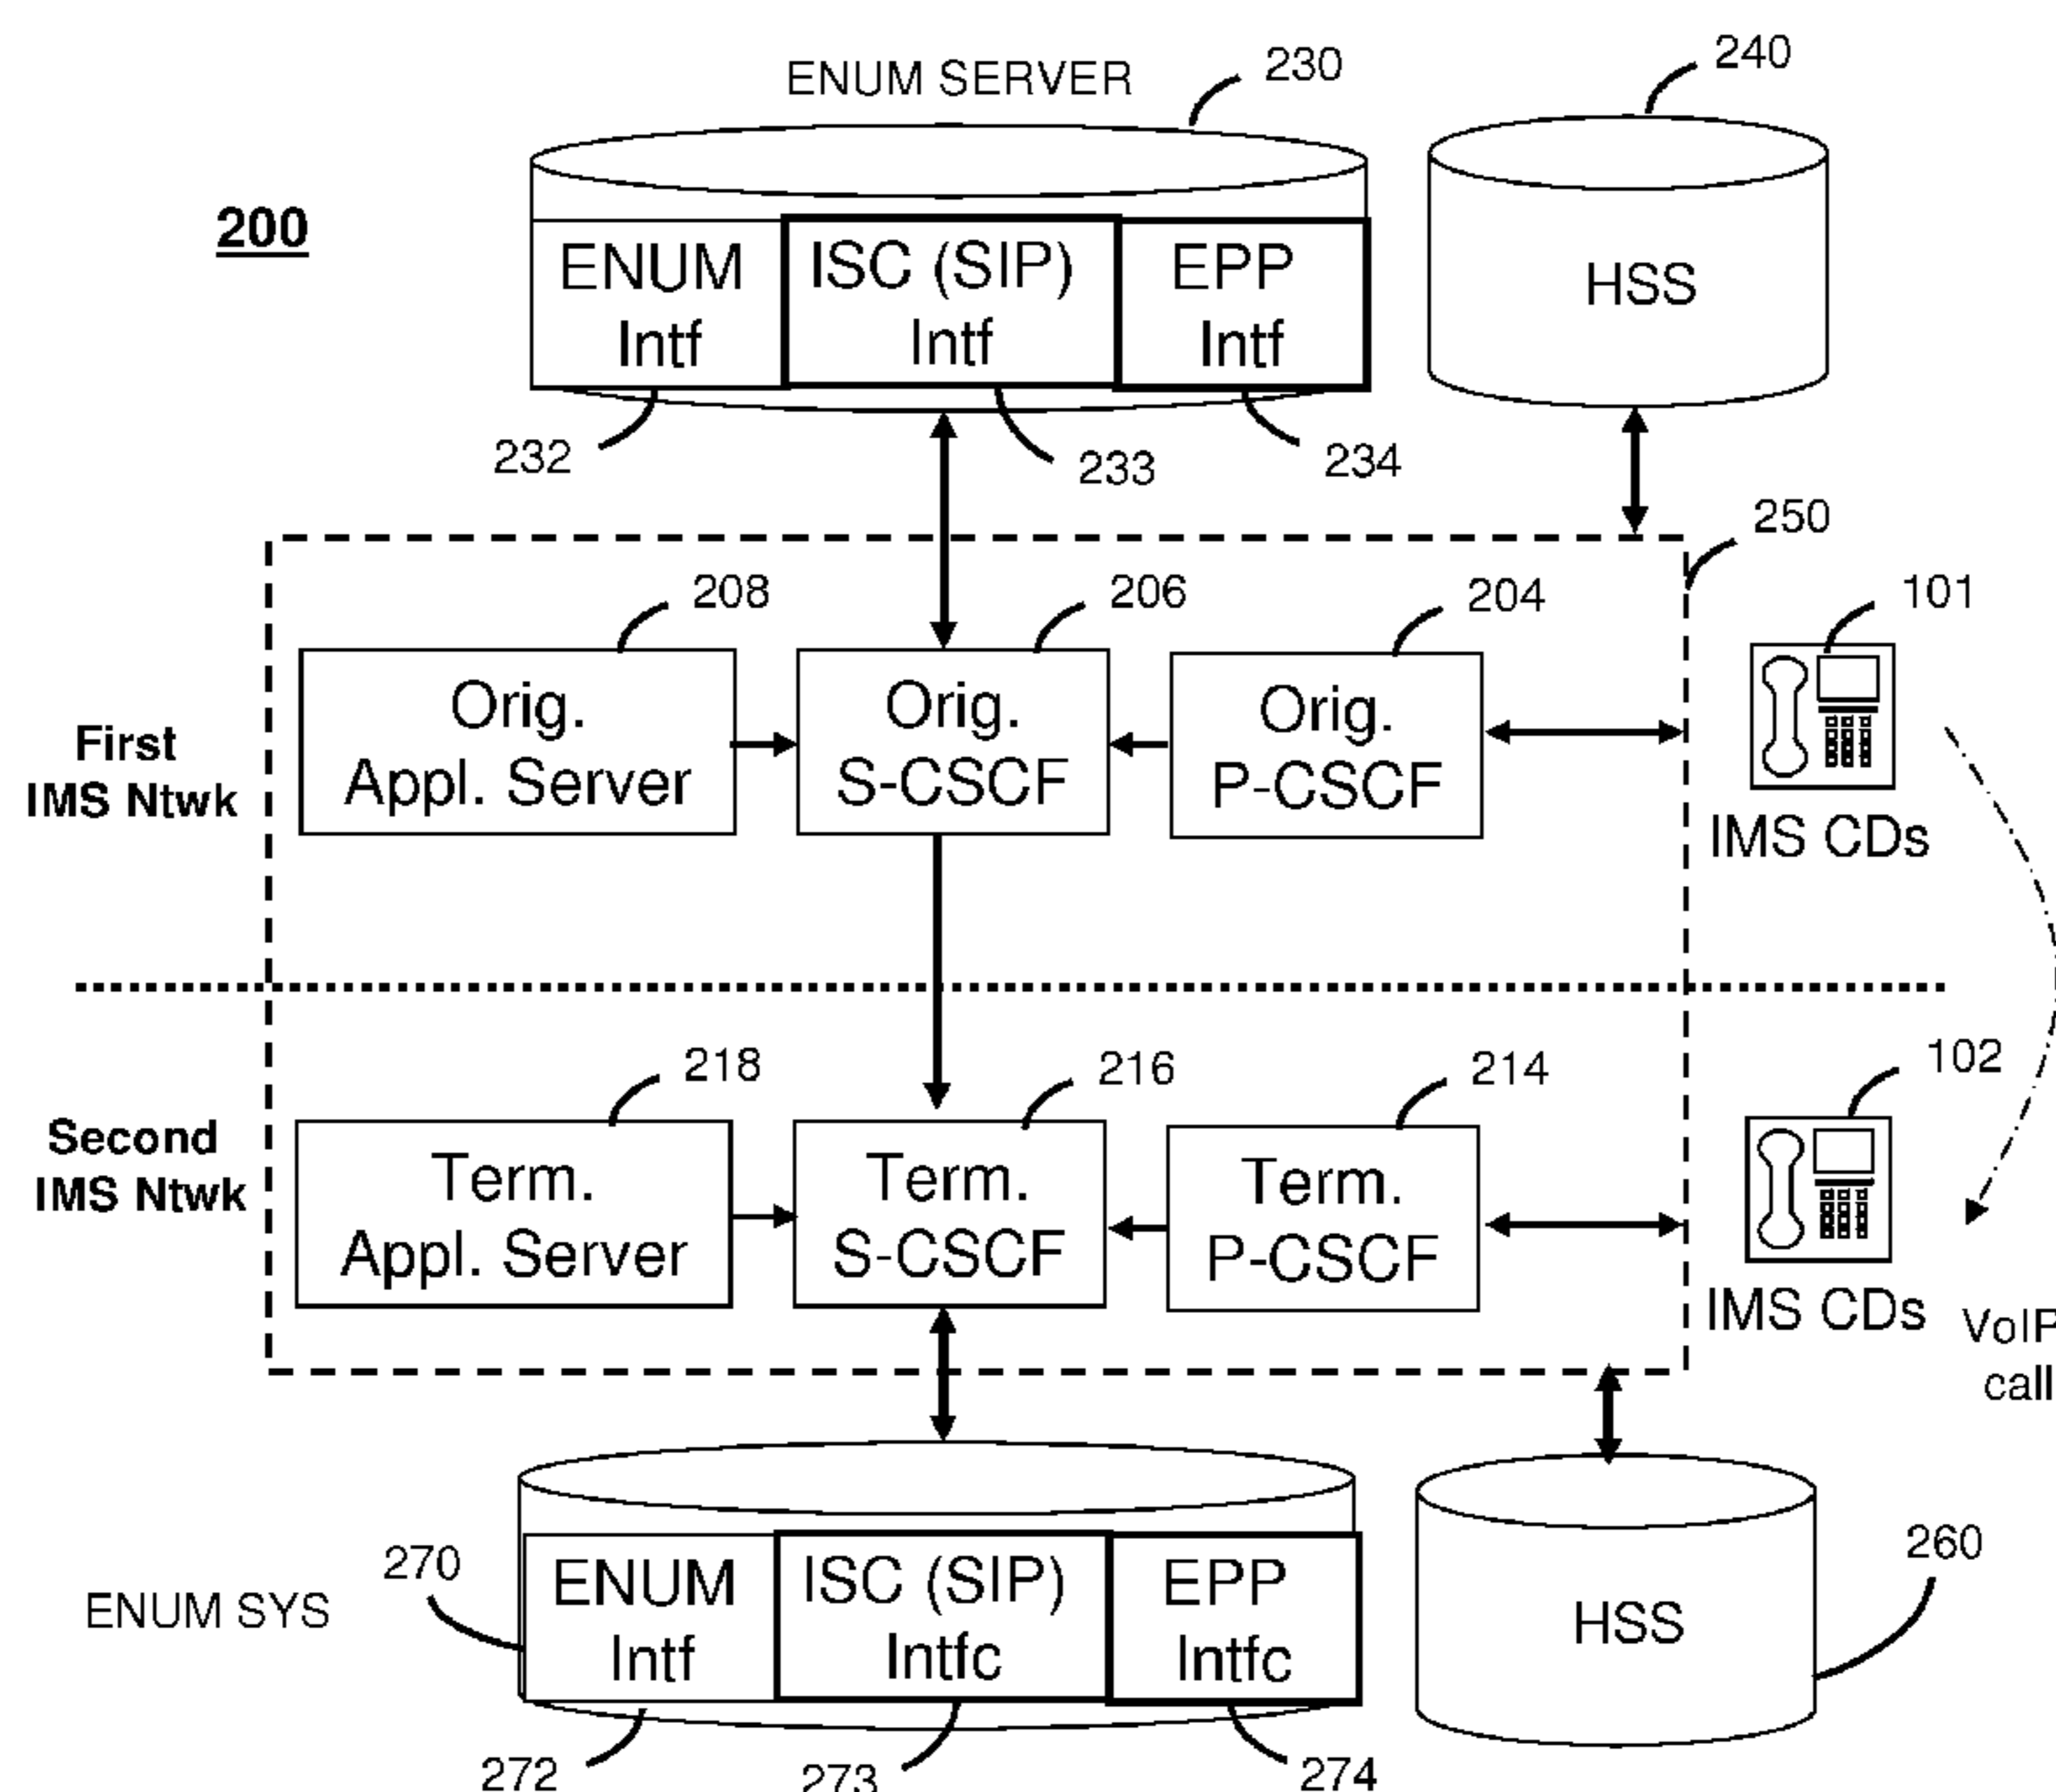 ENUM SERVER
230
240
200
ENUM
Intf
ISC (SIP)
Intf
EPP
Intf
HSS
232
233
234
250
208
206
204
101
First
IMS Ntwk
Orig.
Appl. Server
Orig.
S-CSCF
Orig.
P-CSCF
IMS CDs
218
216
214
102
Second
IMS Ntwk
Term.
Appl. Server
Term.
S-CSCF
Term.
P-CSCF
IMS CDs
VoIP
call
270
ENUM SYS
ENUM
Intf
ISC (SIP)
Intfc
EPP
Intfc
HSS
260
272
273
274